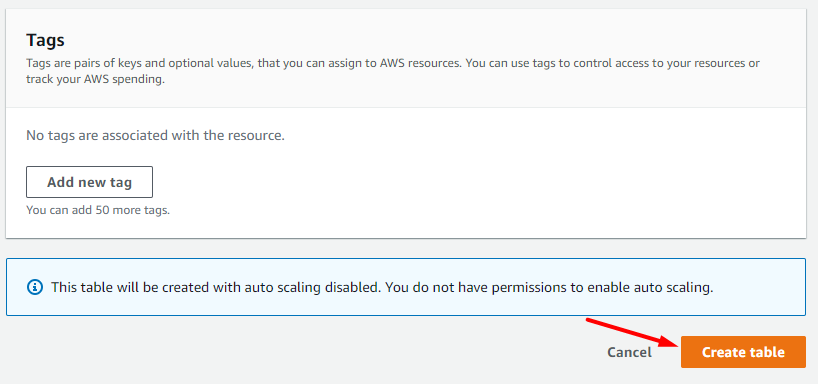 Tags
Tags are pairs of keys and optional values, that you can assign to AWS resources. You can use tags to control access to your resources or
track your AWS spending.
No tags are associated with the resource.
Add new tag
You can add 50 more tags.
This table will be created with auto scaling disabled. You do not have permissions to enable auto scaling.
Cancel
Create table